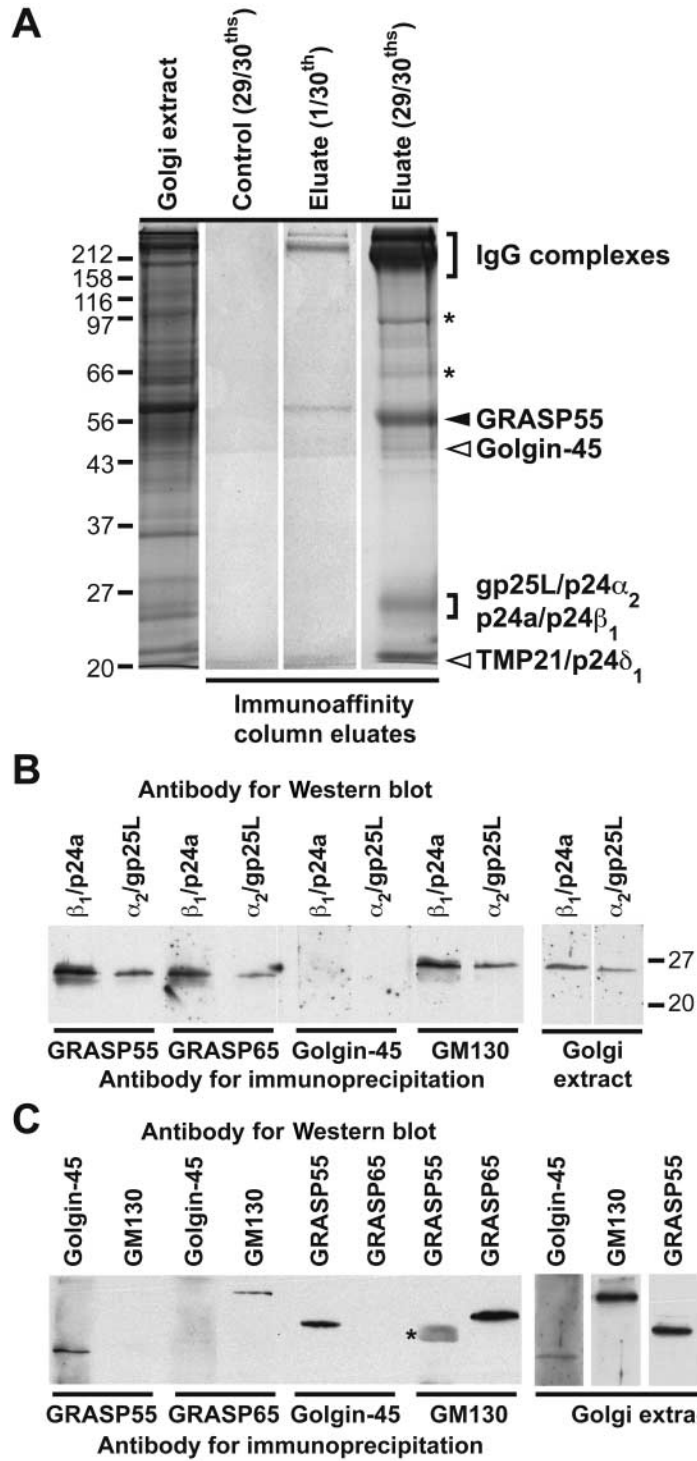 A
Golgi extract
Control (29/30ths)
Eluate (1/30th)
Eluate (29/30ths)
212
158
116
97
66
56
43
37
27
20
IgG complexes
*
*
GRASP55
Golgin-45
gp25L/p24α2
p24a/p24β1
TMP21/p24δ1
Immunoaffinity
column eluates
B
Antibody for Western blot
β1/p24a
α2/gp25L
β1/p24a
α2/gp25L
β1/p24a
α2/gp25L
β1/p24a
α2/gp25L
β1/p24a
α2/gp25L
27
20
GRASP55 GRASP65 Golgin-45 GM130
Golgi
extract
Antibody for immunoprecipitation
C
Antibody for Western blot
Golgin-45
GM130
Golgin-45
GM130
GRASP55
GRASP65
GRASP55
GRASP65
Golgin-45
GM130
GRASP55
*
GRASP55 GRASP65 Golgin-45 GM130 Golgi extra
Antibody for immunoprecipitation